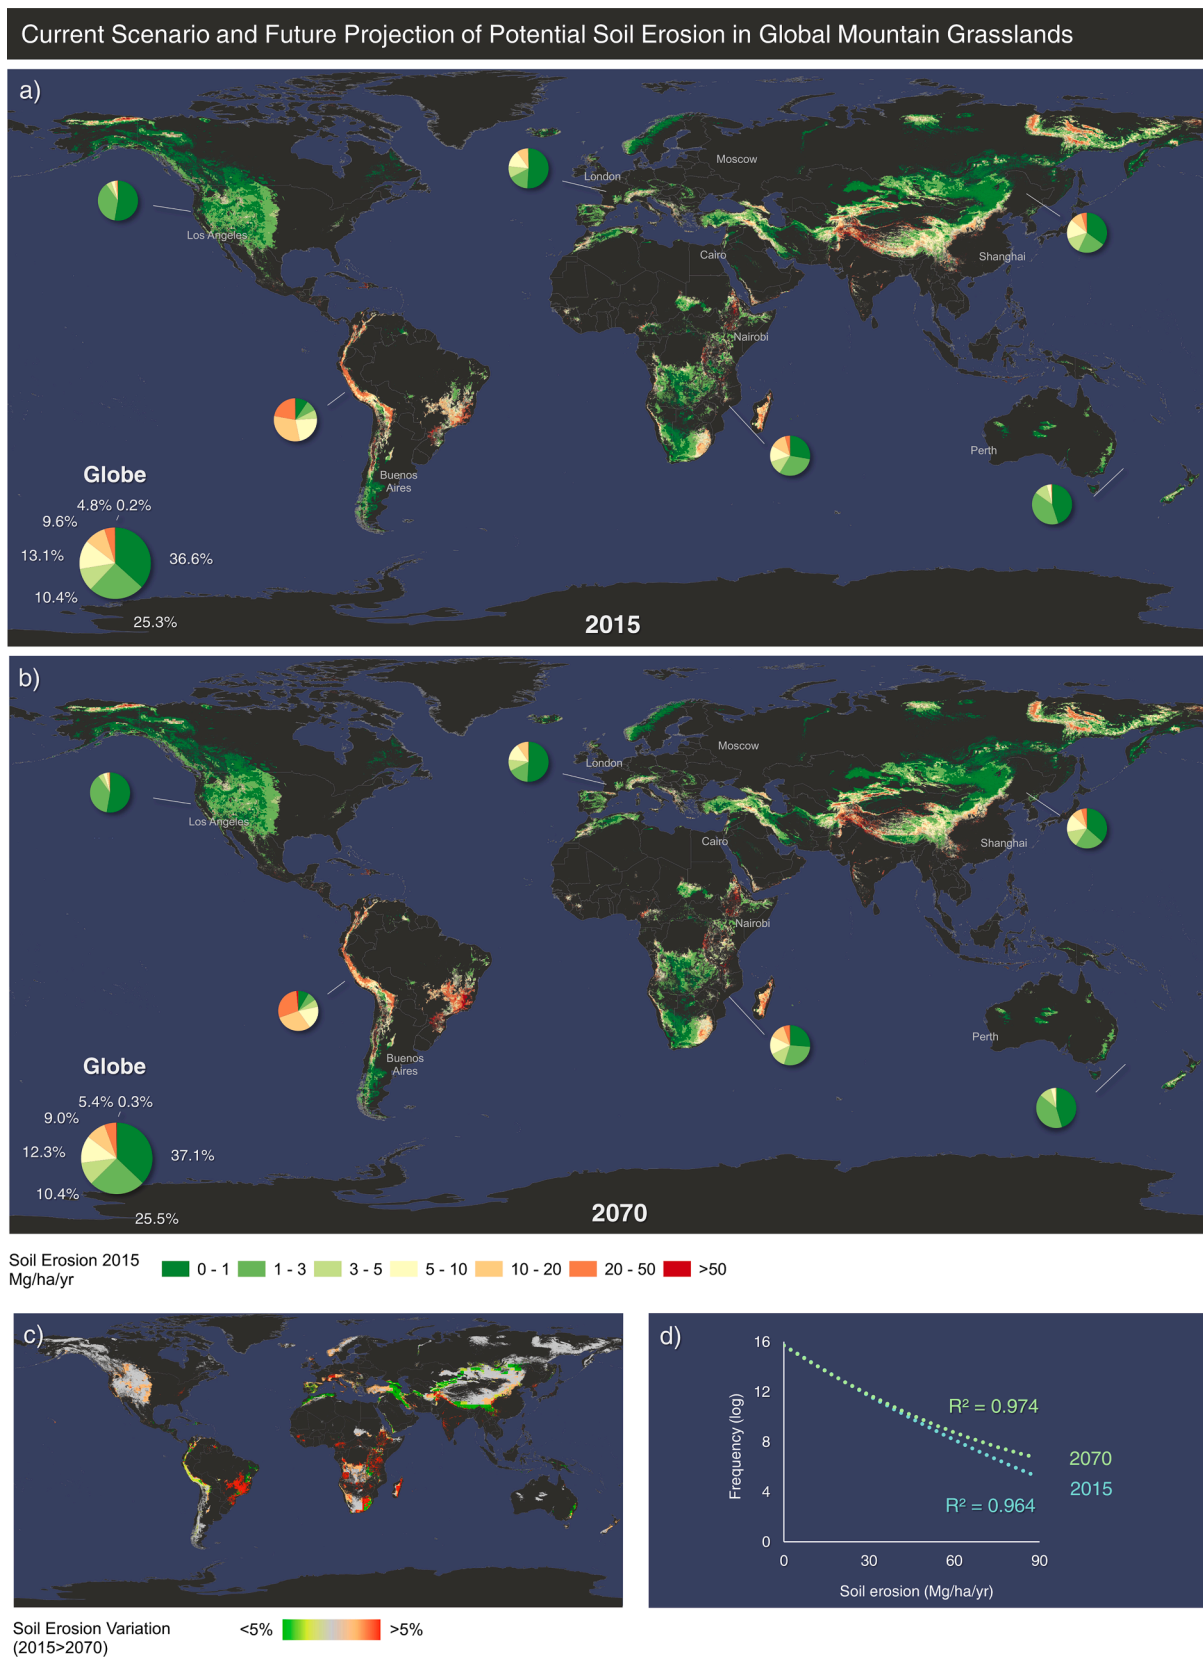 Current Scenario and Future Projection of Potential Soil Erosion in Global Mountain Grasslands
a)
Moscow
London
Los Angeles
Cairo
Shanghai
Nairobi
Perth
Buenos
Aires
Globe
4.8% 0.2%
9.6%
13.1%
36.6%
10.4%
25.3%
2015
b)
Moscow
London
Los Angeles
Cairo
Shanghai
Nairobi
Perth
Buenos
Aires
Globe
5.4% 0.3%
9.0%
12.3%
37.1%
10.4%
25.5%
2070
Soil Erosion 2015
Mg/ha/yr
0 - 1
1 - 3
3 - 5
5 - 10
10 - 20
20 - 50
>50
c)
Soil Erosion Variation
(2015>2070)
<5%
>5%
d)
16
12
8
4
0
Frequency (log)
R² = 0.974
2070
2015
R² = 0.964
0
30
60
90
Soil erosion (Mg/ha/yr)